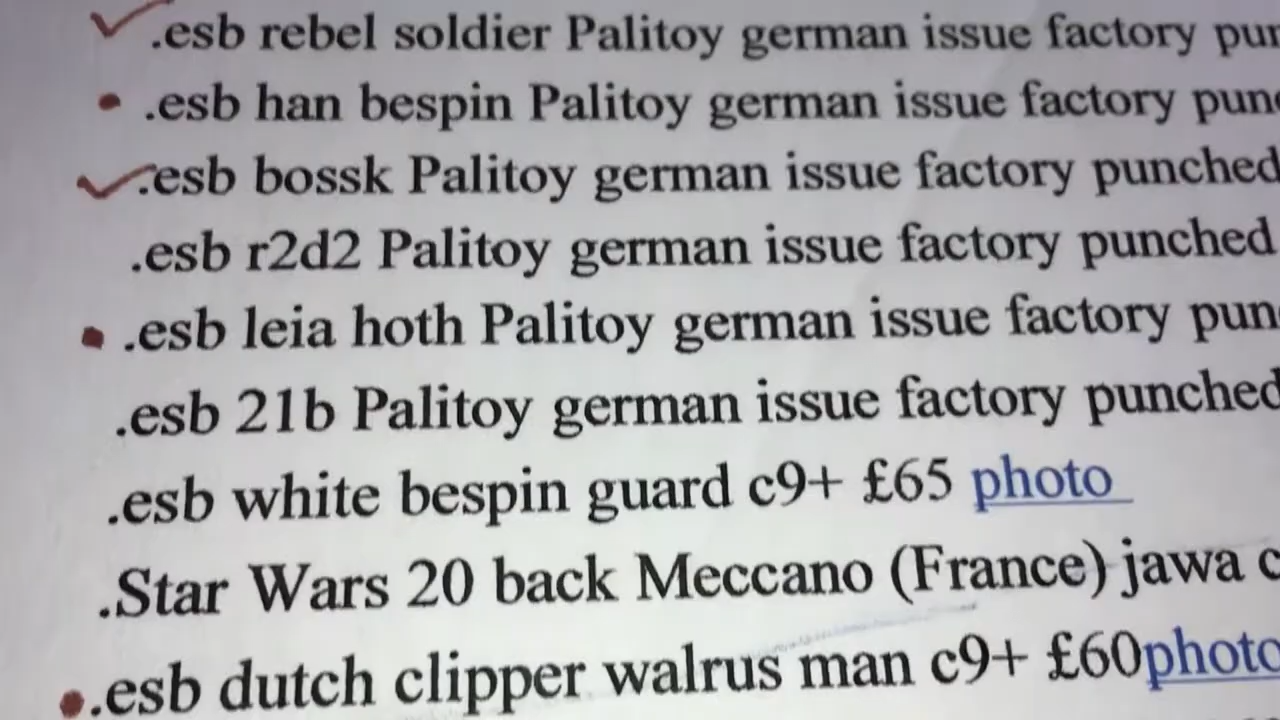 .esb rebel soldier Palitoy german issue factory
.esb han bespin Palitoy german issue factory
.esb bossk Palitoy german issue factory punched
.esb r2d2 Palitoy german issue factory punched
.esb leia hoth Palitoy german issue factory
.esb 21b Palitoy german issue factory punched
.esb white bespin guard c9+ £65 photo
.Star Wars 20 back Meccano (France) jawa
.esb dutch clipper walrus man c9+ £60photo